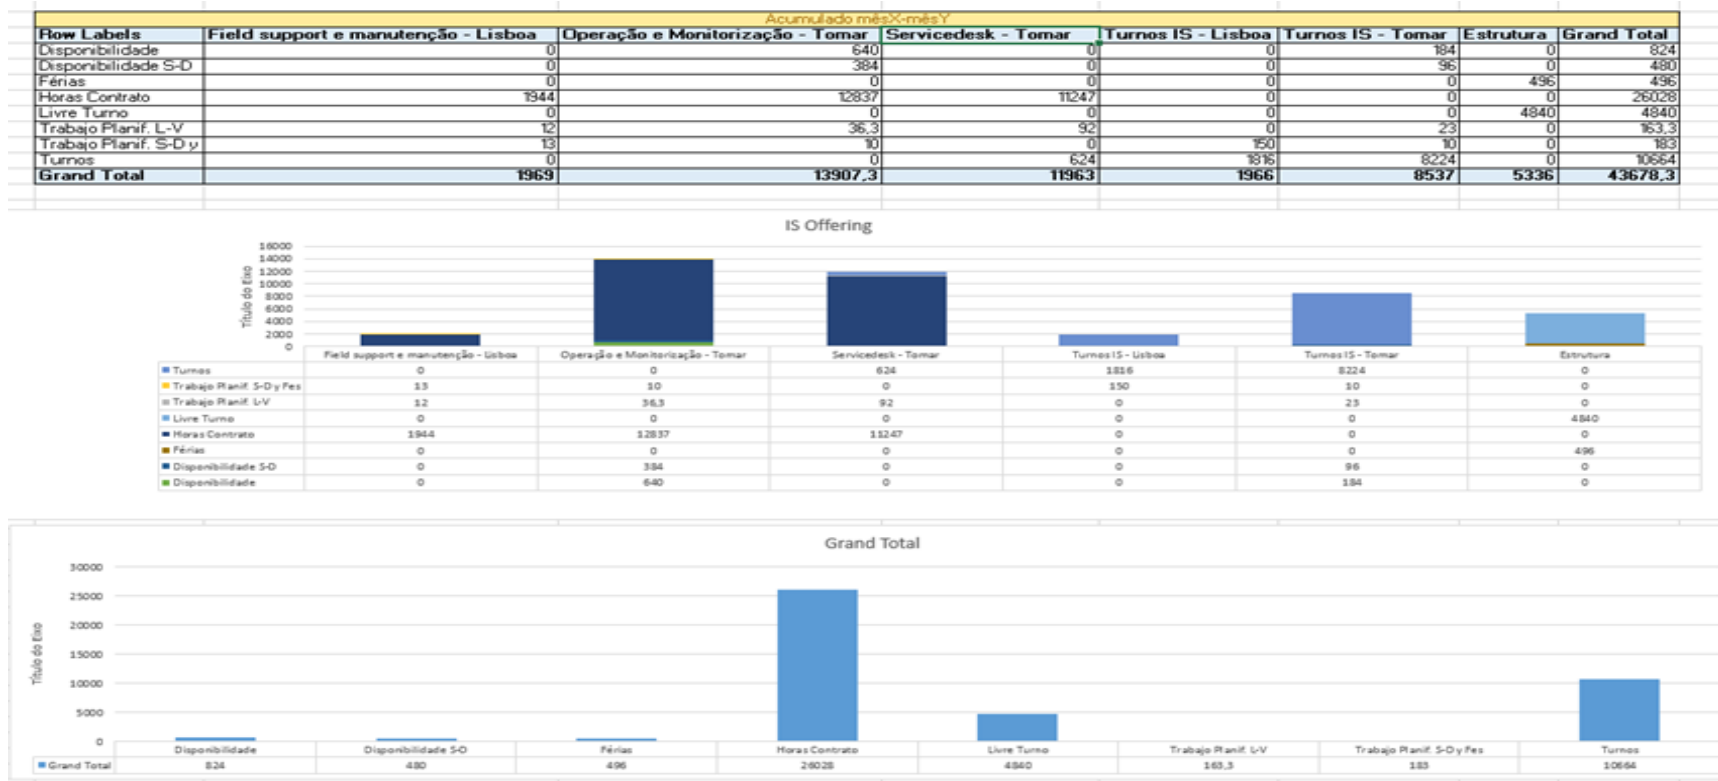 Acumulado mêsX-mêsY
Row Labels Field support e manutenção - Lisboa Operação e Monitorização - Tomar Servicedesk - Tomar Turnos IS - Lisboa Turnos IS - Tomar Estrutura Grand Total
Disponibilidade 0 640 0 0 184 0 824
Disponibilidade S-D 0 384 0 0 96 0 480
Férias 0 0 0 0 0 496 496
Horas Contrato 1944 12837 11247 0 0 0 26028
Livre Turno 0 0 0 0 0 4840 4840
Trabajo Planif. L-V 12 36,3 92 0 23 0 163,3
Trabajo Planif. S-D y 13 10 0 150 10 0 183
Turnos 0 0 624 1816 8224 0 10664
Grand Total 1969 13907,3 11963 1966 8537 5336 43678,3
IS Offering
Título do Eixo
16000
14000
12000
10000
8000
6000
4000
2000
0
Field support e manutenção - Lisboa Operação e Monitorização - Tomar Servicedesk - Tomar Turnos IS - Lisboa Turnos IS - Tomar Estrutura
Turnos 0 0 624 1816 8224 0
Trabajo Planif. S-D y Fes 13 10 0 150 10 0
Trabajo Planif. L-V 12 36,3 92 0 23 0
Livre Turno 0 0 0 0 0 4840
Horas Contrato 1944 12837 11247 0 0 0
Férias 0 0 0 0 0 496
Disponibilidade S-D 0 384 0 0 96 0
Disponibilidade 0 640 0 0 184 0
Grand Total
Título do Eixo
30000
25000
20000
15000
10000
5000
0
Disponibilidade Disponibilidade S-D Férias Horas Contrato Livre Turno Trabajo Planif. L-V Trabajo Planif. S-D y Fes Turnos
Grand Total 824 480 496 26028 4840 163,3 183 10664